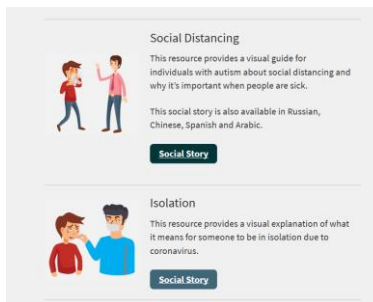 Social Distancing
This resource provides a visual guide for
individuals with autism about social distancing and
why it's important when people are sick.
This social story is also available in Russian,
Chinese, Spanish and Arabic.
Social Story
Isolation
This resource provides a visual explanation of what
it means for someone to be in isolation due to
coronavirus.
Social Story